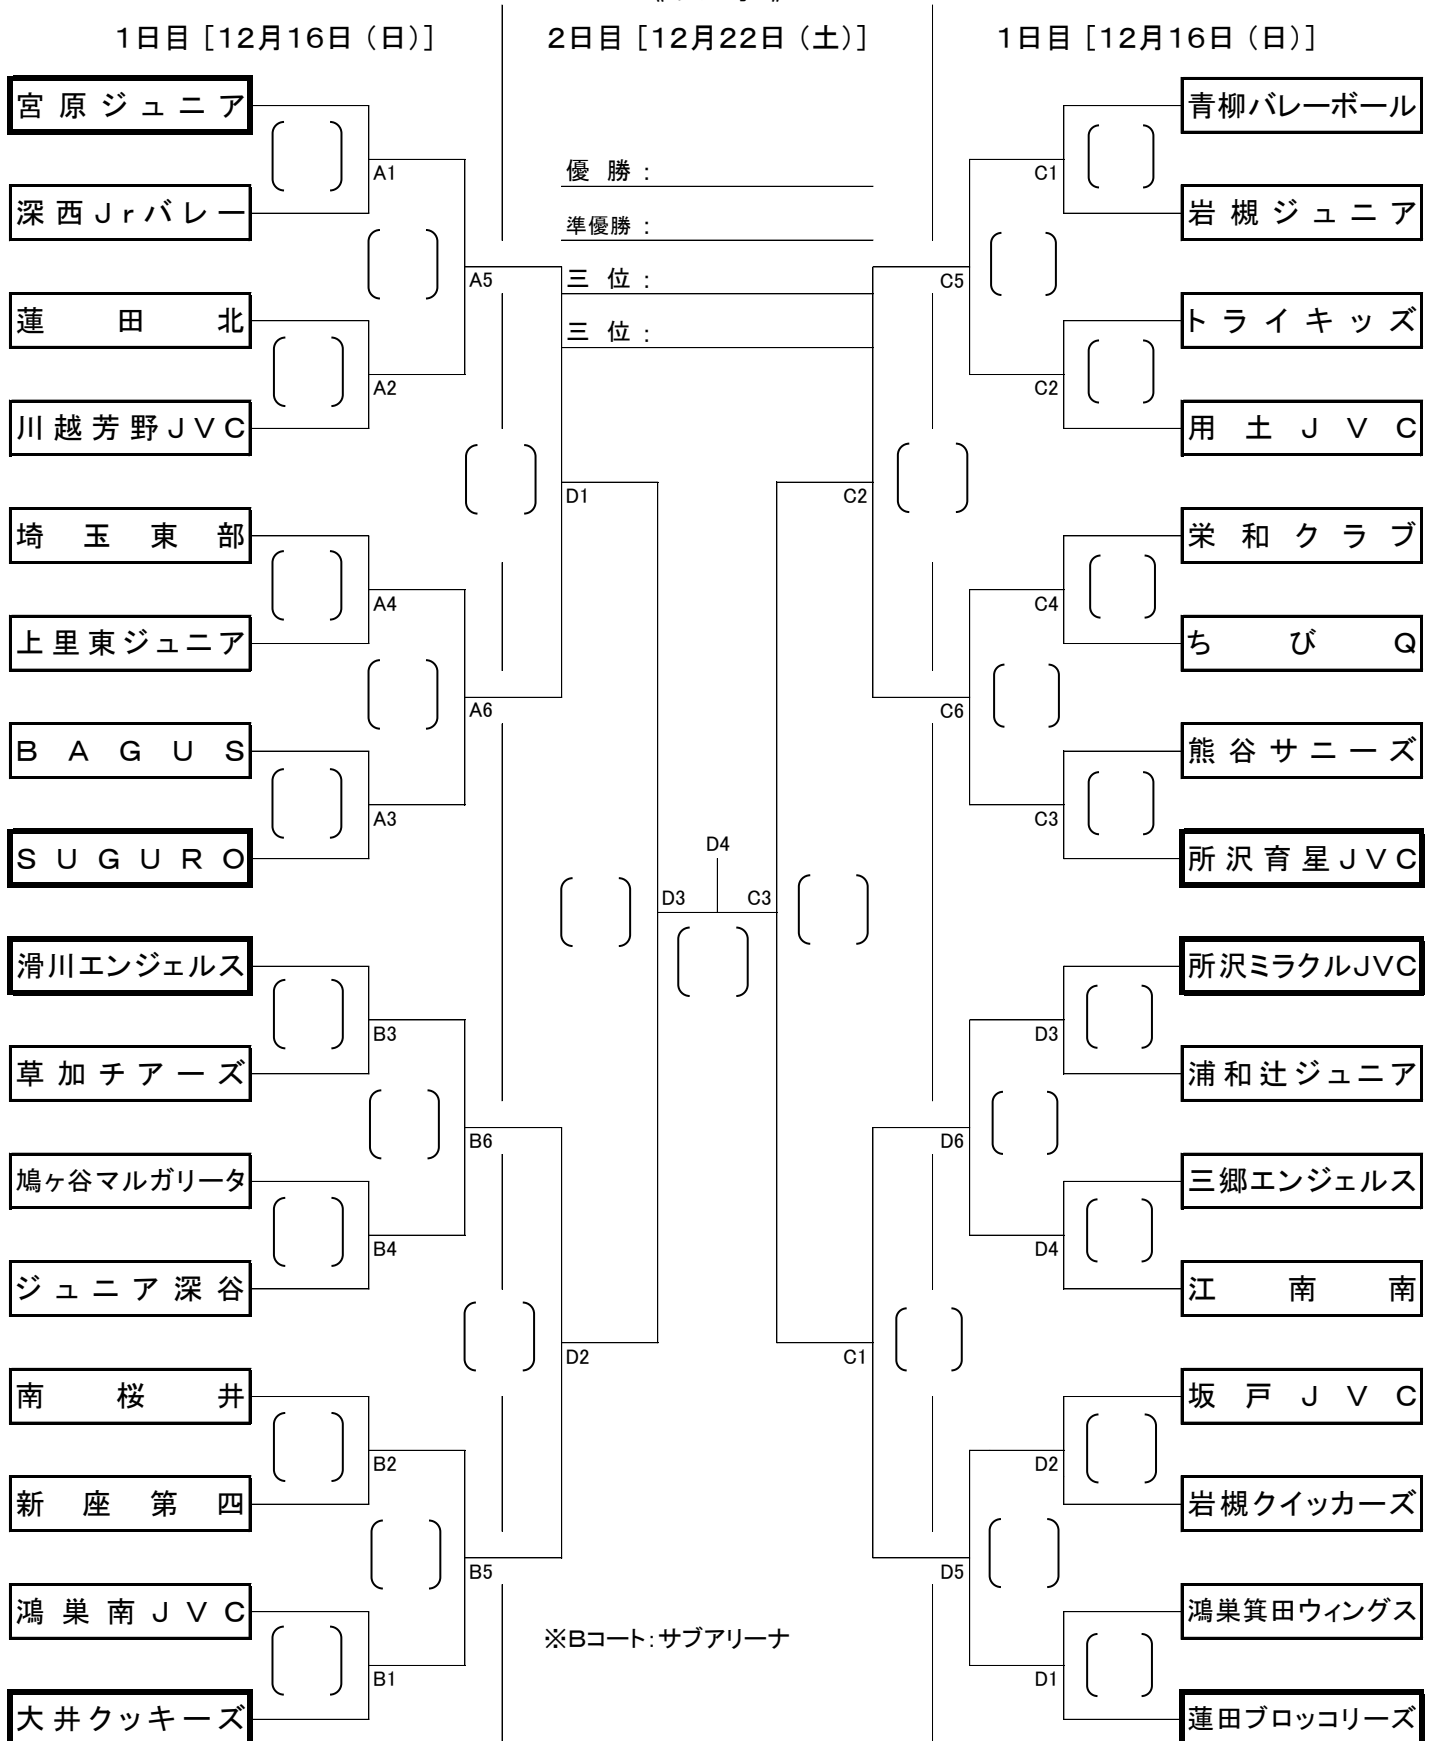 1日目 [12月16日（日）]
2日目 [12月22日（土）]
1日目 [12月16日（日）]
宮原ジュニア
青柳バレーボール
A1
優 勝 :
C1
深西Jrバレー
準優勝 :
岩槻ジュニア
A5
三 位 :
C5
蓮田北
三 位 :
トライキッズ
A2
C2
川越芳野JVC
用土JVC
D1
C2
埼玉東部
栄和クラブ
A4
C4
上里東ジュニア
ちびQ
A6
C6
BAGUS
熊谷サニーズ
A3
C3
SUGURO
D4
所沢育星JVC
D3
C3
滑川エンジェルス
所沢ミラクルJVC
B3
D3
草加チアーズ
浦和辻ジュニア
B6
D6
鳩ヶ谷マルガリータ
三郷エンジェルス
B4
D4
ジュニア深谷
江南南
D2
C1
南桜井
坂戸JVC
B2
D2
新座第四
岩槻クイッカーズ
B5
D5
鴻巣南JVC
※Bコート:サブアリーナ
鴻巣箕田ウィングス
B1
D1
大井クッキーズ
蓮田ブロッコリーズ